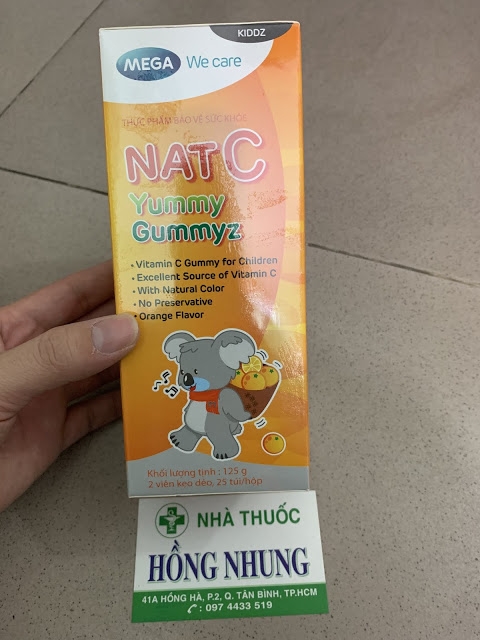 KIDDZ
MEGA We care
THỰC PHẨM BẢO VỆ SỨC KHỎE
NAT C
Yummy
Gummyz
• Vitamin C Gummy for Children
• Excellent Source of Vitamin C
• With Natural Color
• No Preservative
• Orange Flavor
Khối lượng tịnh : 125 g
2 viên kẹo dẻo, 25 túi/hộp
NHÀ THUỐC
HỒNG NHUNG
41A HỒNG HÀ, P.2, Q. TÂN BÌNH, TP.HCM
: 097 4433 519